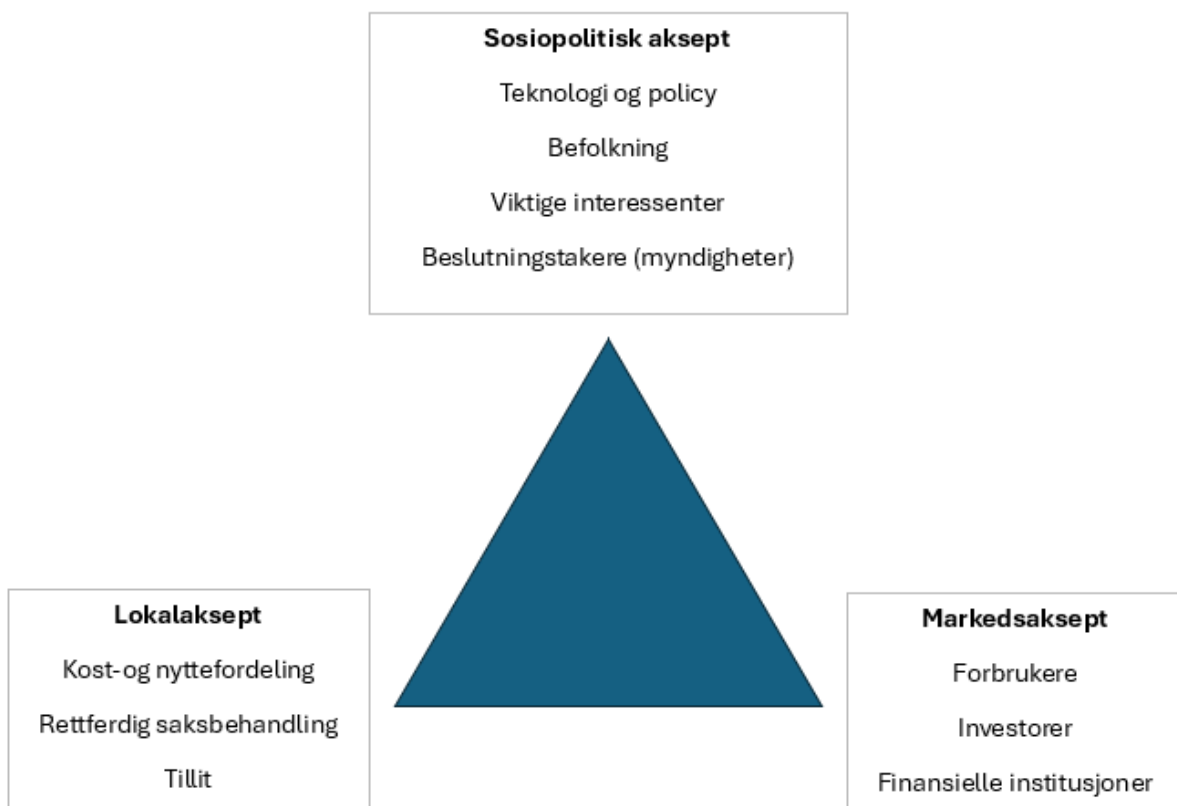 Sosiopolitisk aksept
Teknologi og policy
Befolkning
Viktige interessenter
Beslutningstakere (myndigheter)
Lokalaksept
Kost-og nyttefordeling
Rettferdig saksbehandling
Tillit
Markedsaksept
Forbrukere
Investorer
Finansielle institusjoner